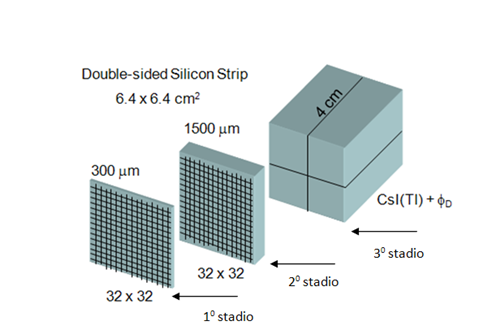 Double-sided Silicon Strip
6.4 x 6.4 cm²
1500 µm
300 µm
4 cm
CsI(Tl) + ϕD
3⁰ stadio
32 x 32
2⁰ stadio
32 x 32
1⁰ stadio